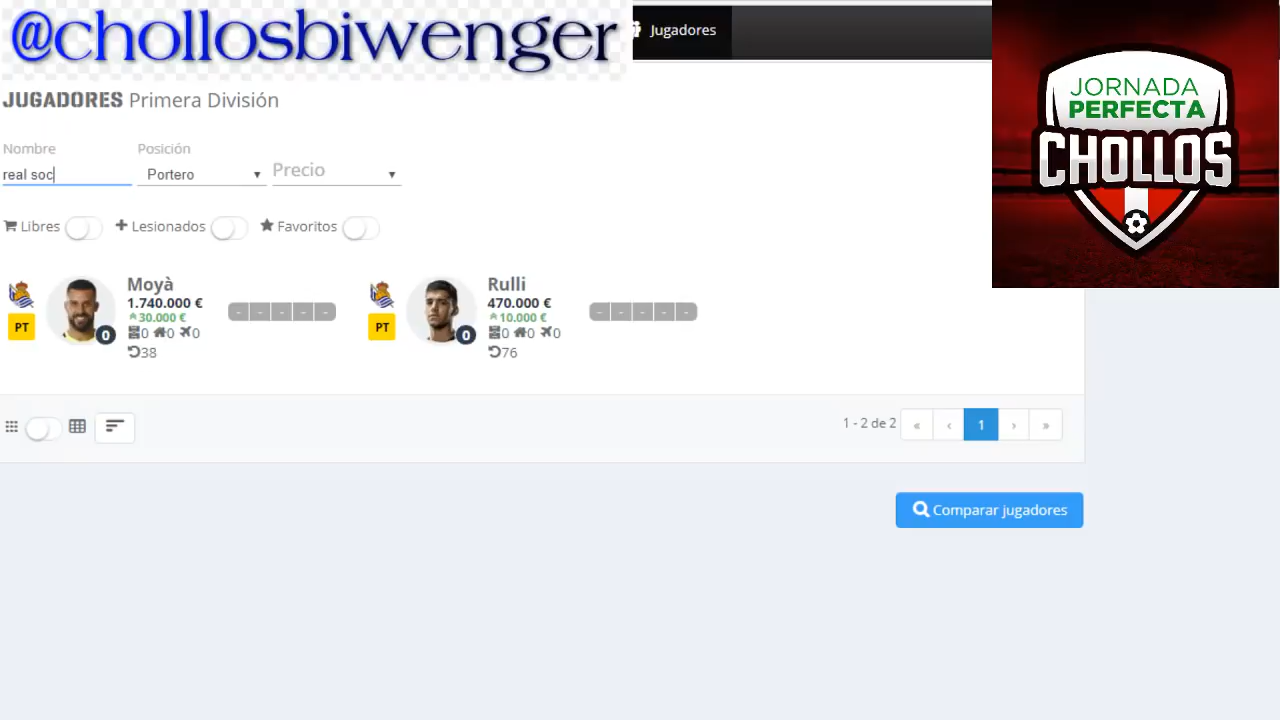 @chollosbiwenger
Jugadores
JORNADA
PERFECTA
CHOLLOS
JUGADORES Primera División
Nombre
Posición
real soc
Portero
Precio
Libres
Lesionados
Favoritos
Moyà
1.740.000 €
30.000 €
0 0 0
38
PT
0
- - - - -
Rulli
470.000 €
10.000 €
0 0 0
76
PT
0
- - - - -
1 - 2 de 2
« ‹ 1 › »
Comparar jugadores